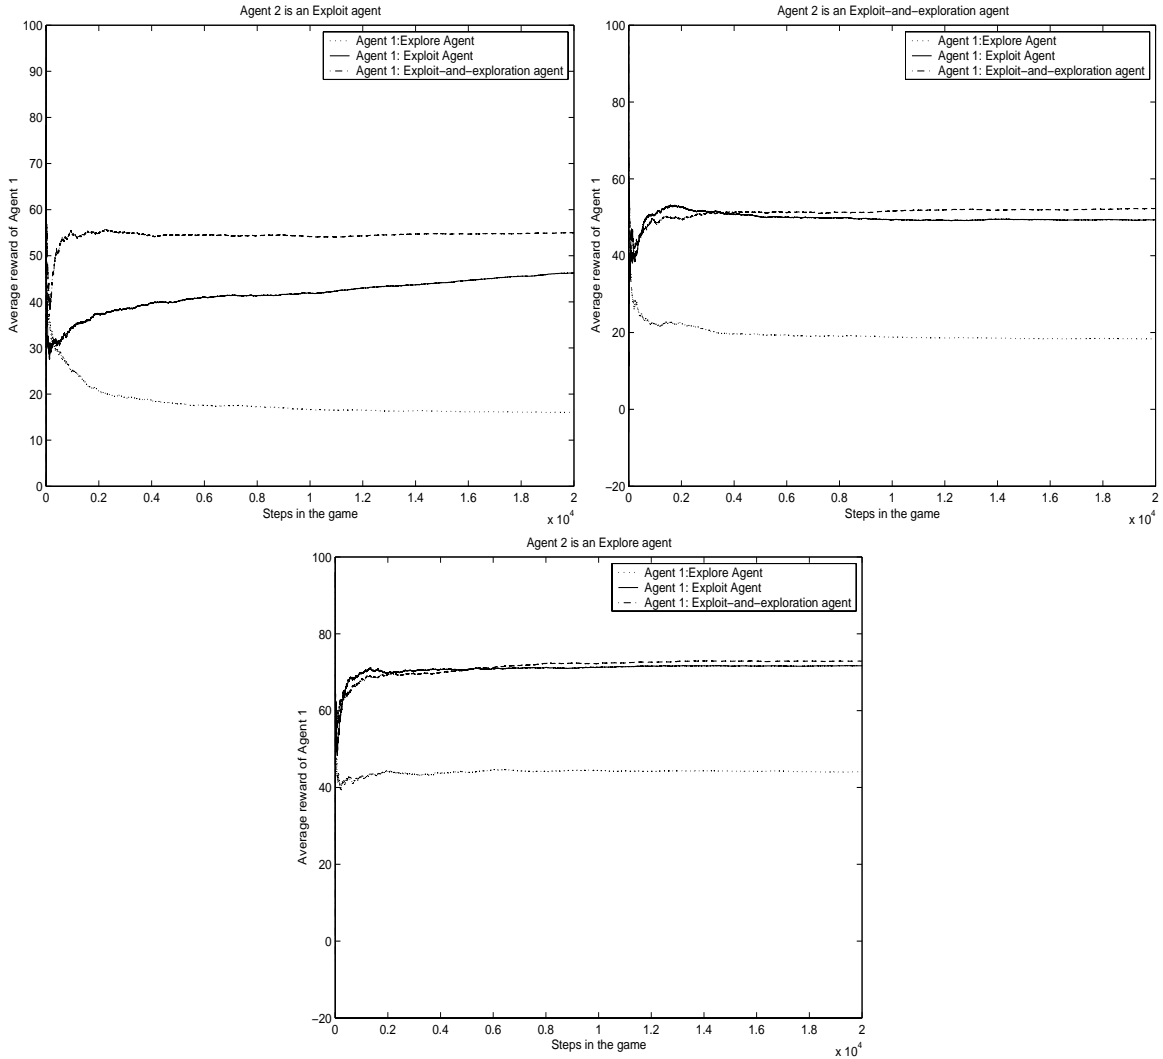 Agent 2 is an Exploit agent
100
90
80
70
60
50
40
30
20
10
0
Average reward of Agent 1
Agent 1:Explore Agent
Agent 1: Exploit Agent
Agent 1: Exploit−and−exploration agent
0 0.2 0.4 0.6 0.8 1 1.2 1.4 1.6 1.8 2
Steps in the game
x 10^4
Agent 2 is an Exploit−and−exploration agent
100
80
60
40
20
0
−20
Average reward of Agent 1
Agent 1:Explore Agent
Agent 1: Exploit Agent
Agent 1: Exploit−and−exploration agent
0 0.2 0.4 0.6 0.8 1 1.2 1.4 1.6 1.8 2
Steps in the game
x 10^4
Agent 2 is an Explore agent
100
80
60
40
20
0
−20
Average reward of Agent 1
Agent 1:Explore Agent
Agent 1: Exploit Agent
Agent 1: Exploit−and−exploration agent
0 0.2 0.4 0.6 0.8 1 1.2 1.4 1.6 1.8 2
Steps in the game
x 10^4